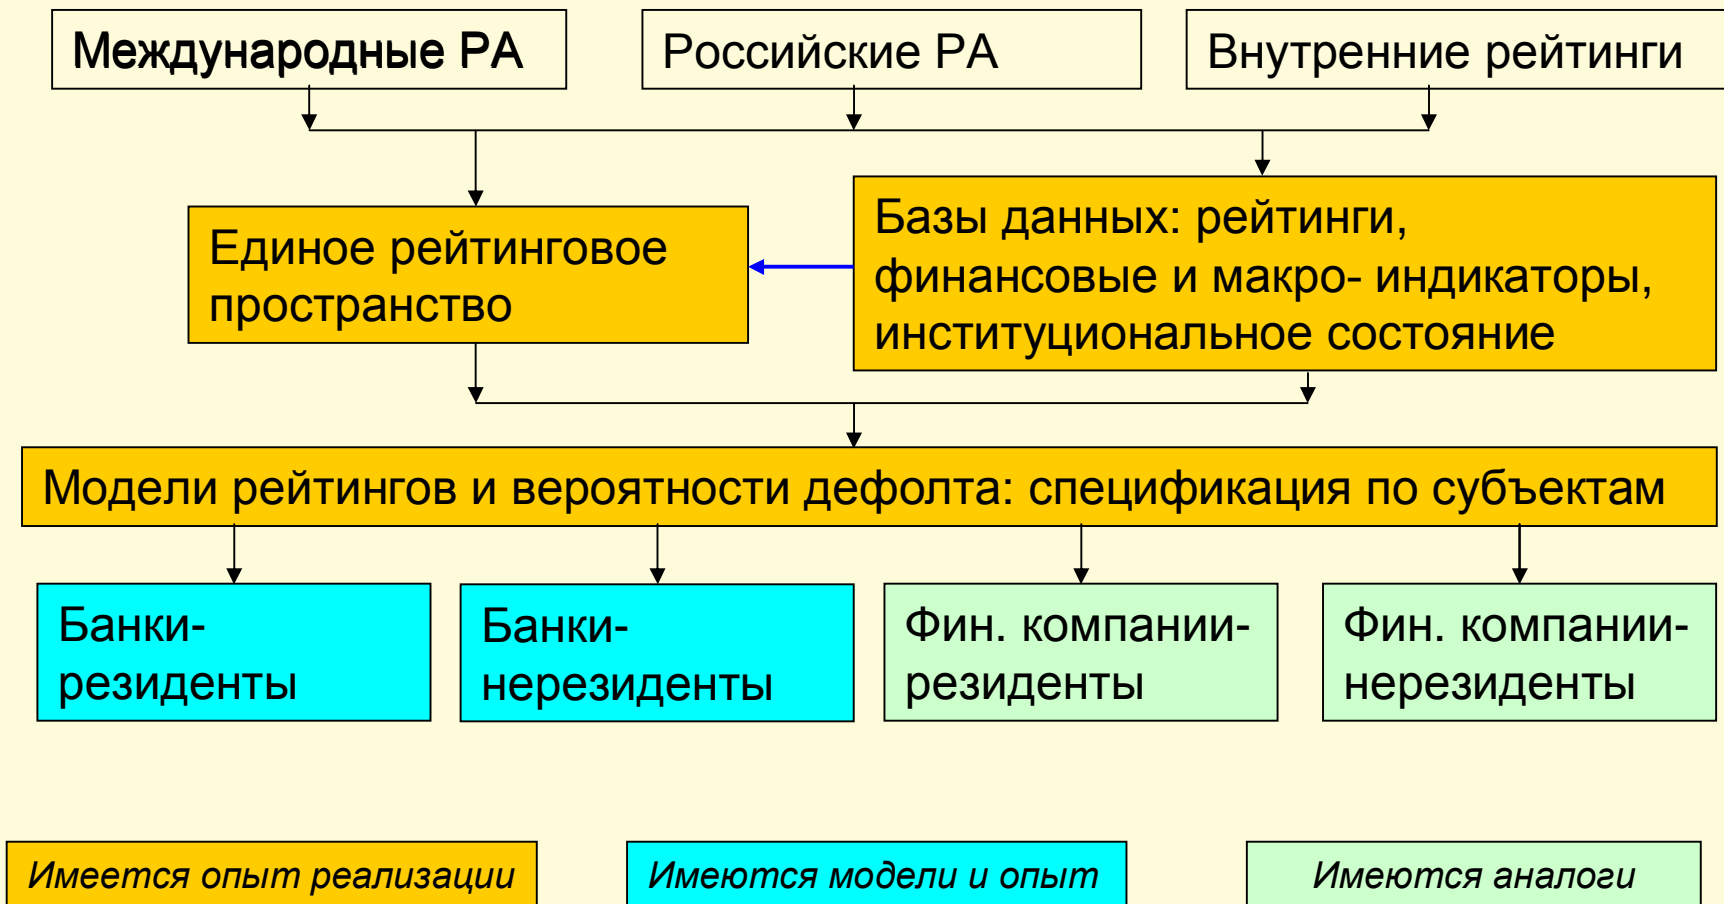 Международные РА
Российские РА
Внутренние рейтинги
Единое рейтинговое
пространство
Базы данных: рейтинги,
финансовые и макро- индикаторы,
институциональное состояние
Модели рейтингов и вероятности дефолта: спецификация по субъектам
Банки-
резиденты
Банки-
нерезиденты
Фин. компании-
резиденты
Фин. компании-
нерезиденты
Имеется опыт реализации
Имеются модели и опыт
Имеются аналоги